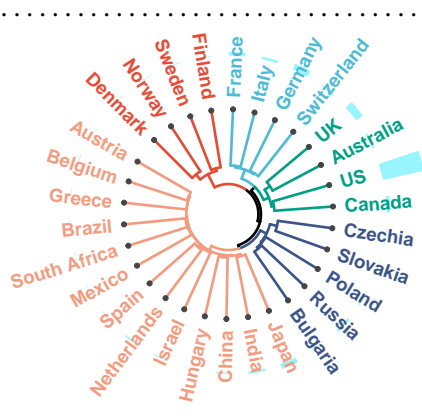 Denmark
Norway
Sweden
Finland
France
Italy
Germany
Switzerland
UK
Australia
US
Canada
Czechia
Slovakia
Poland
Russia
Bulgaria
Japan
India
China
Hungary
Israel
Netherlands
Spain
Mexico
South Africa
Brazil
Greece
Belgium
Austria